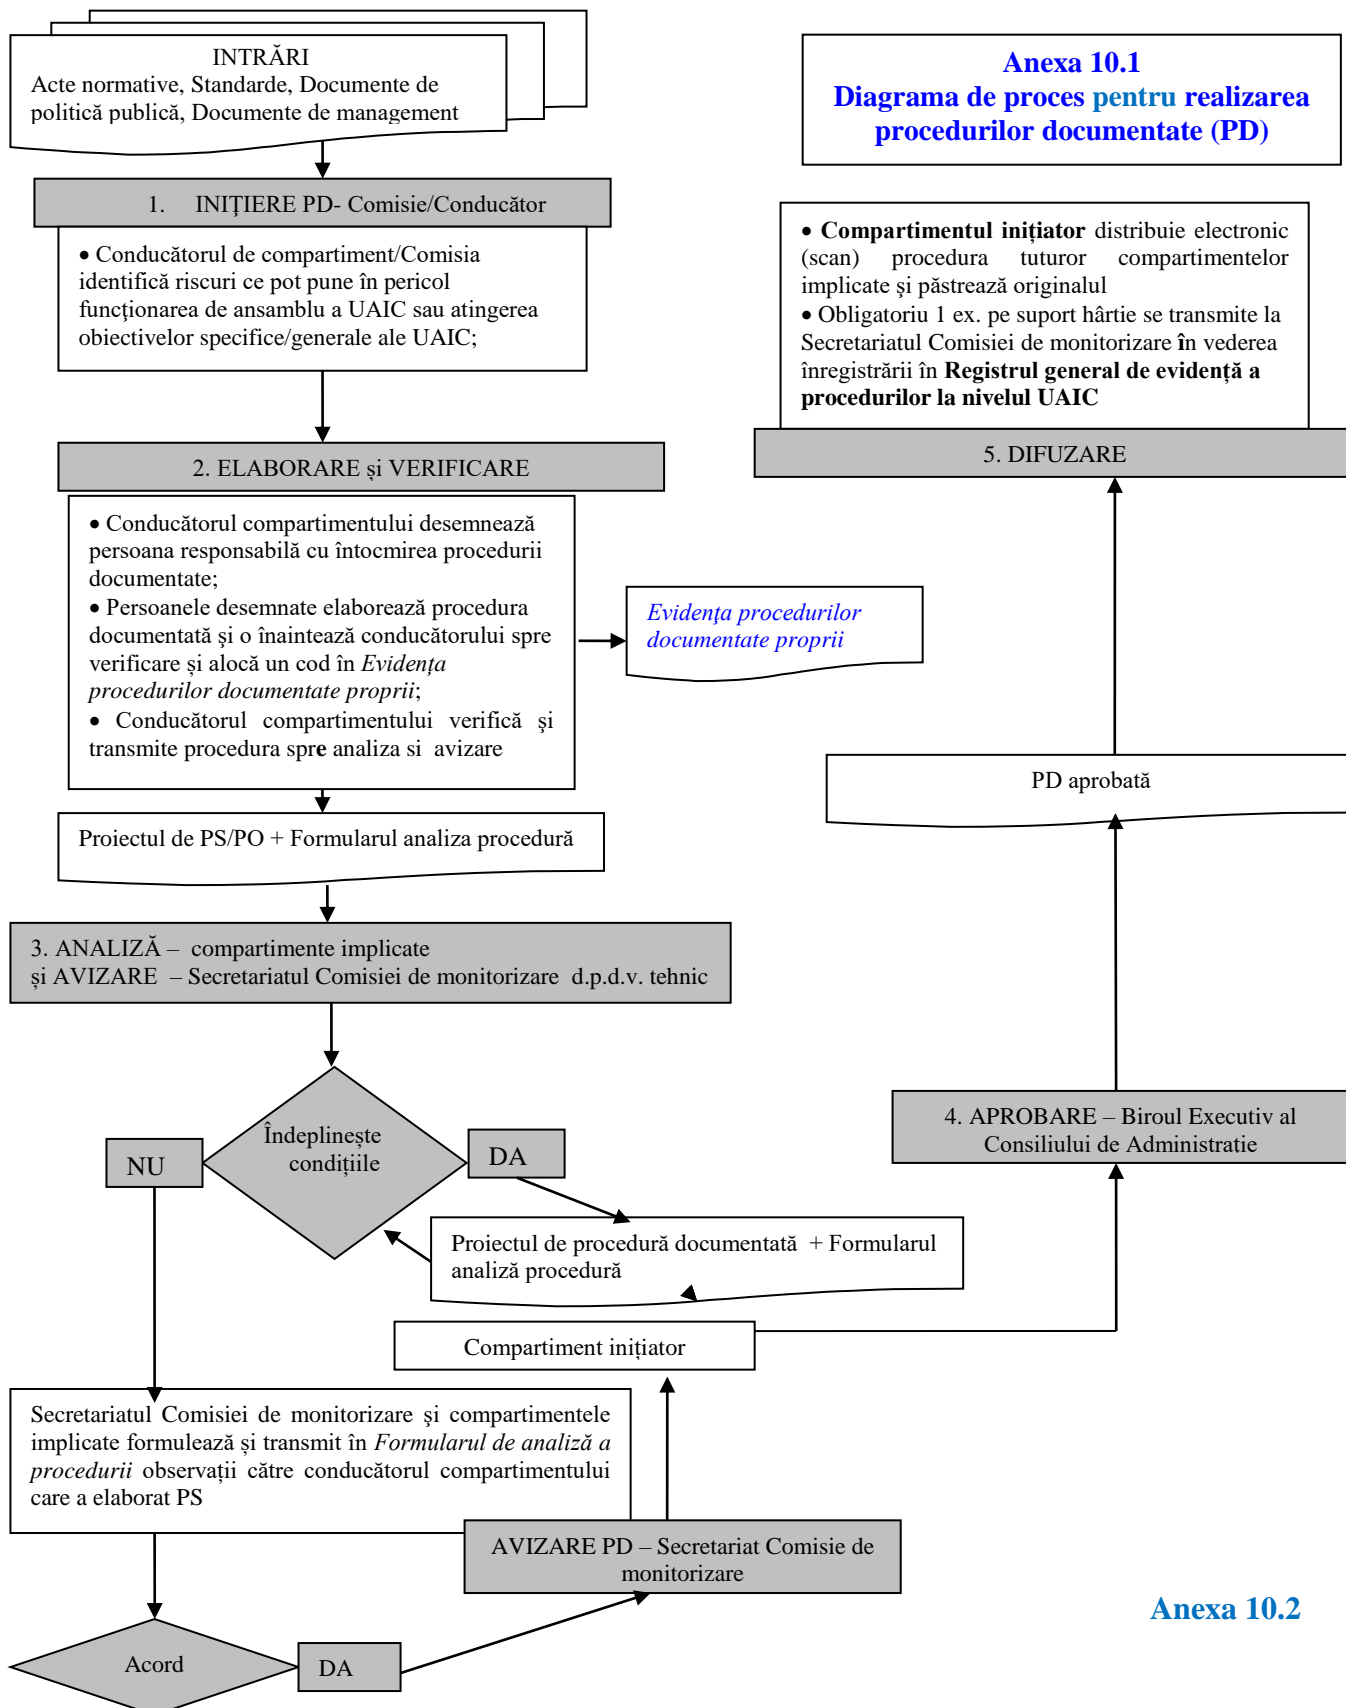 INTRĂRI
Acte normative, Standarde, Documente de
politică publică, Documente de management
Anexa 10.1
Diagrama de proces pentru realizarea
procedurilor documentate (PD)
1. INIŢIERE PD- Comisie/Conducător
• Conducătorul de compartiment/Comisia
identifică riscuri ce pot pune în pericol
funcţionarea de ansamblu a UAIC sau atingerea
obiectivelor specifice/generale ale UAIC;
• Compartimentul inițiator distribuie electronic
(scan) procedura tuturor compartimentelor
implicate şi păstrează originalul
• Obligatoriu 1 ex. pe suport hârtie se transmite la
Secretariatul Comisiei de monitorizare în vederea
înregistrării în Registrul general de evidență a
procedurilor la nivelul UAIC
2. ELABORARE și VERIFICARE
5. DIFUZARE
• Conducătorul compartimentului desemnează
persoana responsabilă cu întocmirea procedurii
documentate;
• Persoanele desemnate elaborează procedura
documentată şi o înaintează conducătorului spre
verificare și alocă un cod în Evidența
procedurilor documentate proprii;
• Conducătorul compartimentului verifică şi
transmite procedura spre analiza si avizare
Evidenţa procedurilor
documentate proprii
PD aprobată
Proiectul de PS/PO + Formularul analiza procedură
3. ANALIZĂ – compartimente implicate
și AVIZARE – Secretariatul Comisiei de monitorizare d.p.d.v. tehnic
Îndeplinește
condițiile
NU
DA
4. APROBARE – Biroul Executiv al
Consiliului de Administratie
Proiectul de procedură documentată + Formularul
analiză procedură
Compartiment inițiator
Secretariatul Comisiei de monitorizare şi compartimentele
implicate formulează și transmit în Formularul de analiză a
procedurii observații către conducătorul compartimentului
care a elaborat PS
AVIZARE PD – Secretariat Comisie de
monitorizare
Anexa 10.2
Acord
DA